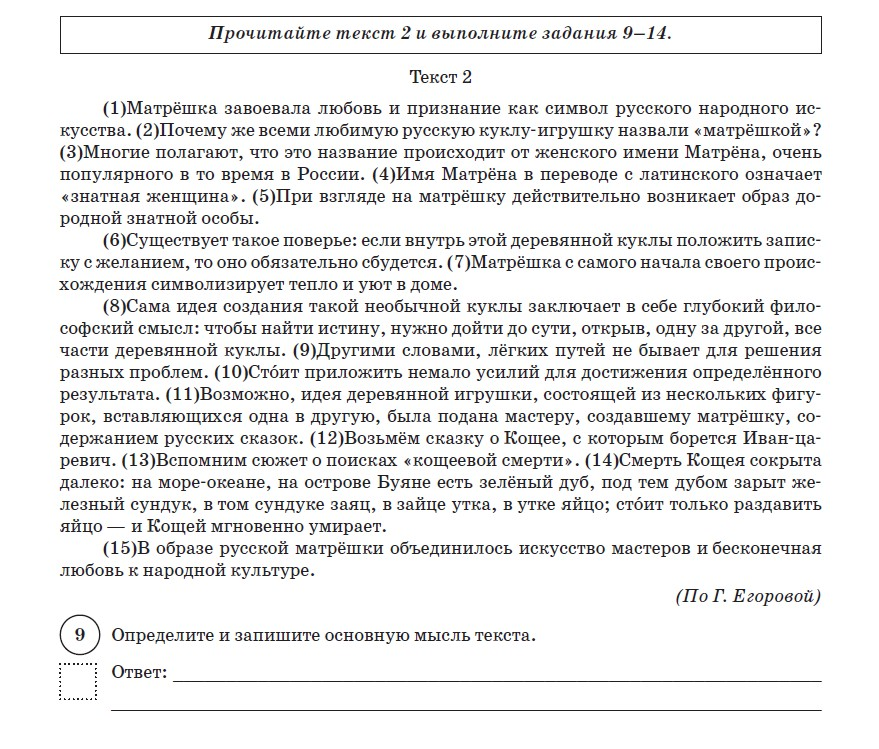 Прочитайте текст 2 и выполните задания 9–14.
Текст 2
(1)Матрёшка завоевала любовь и признание как символ русского народного ис-
кусства. (2)Почему же всеми любимую русскую куклу-игрушку назвали «матрёшкой»?
(3)Многие полагают, что это название происходит от женского имени Матрёна, очень
популярного в то время в России. (4)Имя Матрёна в переводе с латинского означает
«знатная женщина». (5)При взгляде на матрёшку действительно возникает образ до-
родной знатной особы.
(6)Существует такое поверье: если внутрь этой деревянной куклы положить запис-
ку с желанием, то оно обязательно сбудется. (7)Матрёшка с самого начала своего проис-
хождения символизирует тепло и уют в доме.
(8)Сама идея создания такой необычной куклы заключает в себе глубокий фило-
софский смысл: чтобы найти истину, нужно дойти до сути, открыв, одну за другой, все
части деревянной куклы. (9)Другими словами, лёгких путей не бывает для решения
разных проблем. (10)Сто́ит приложить немало усилий для достижения определённого
результата. (11)Возможно, идея деревянной игрушки, состоящей из нескольких фигу-
рок, вставляющихся одна в другую, была подана мастеру, создавшему матрёшку, со-
держанием русских сказок. (12)Возьмём сказку о Кощее, с которым борется Иван-ца-
ревич. (13)Вспомним сюжет о поисках «кощеевой смерти». (14)Смерть Кощея сокрыта
далеко: на море-океане, на острове Буяне есть зелёный дуб, под тем дубом зарыт же-
лезный сундук, в том сундуке заяц, в зайце утка, в утке яйцо; сто́ит только раздавить
яйцо — и Кощей мгновенно умирает.
(15)В образе русской матрёшки объединилось искусство мастеров и бесконечная
любовь к народной культуре.
(По Г. Егоровой)
9 Определите и запишите основную мысль текста.
Ответ: